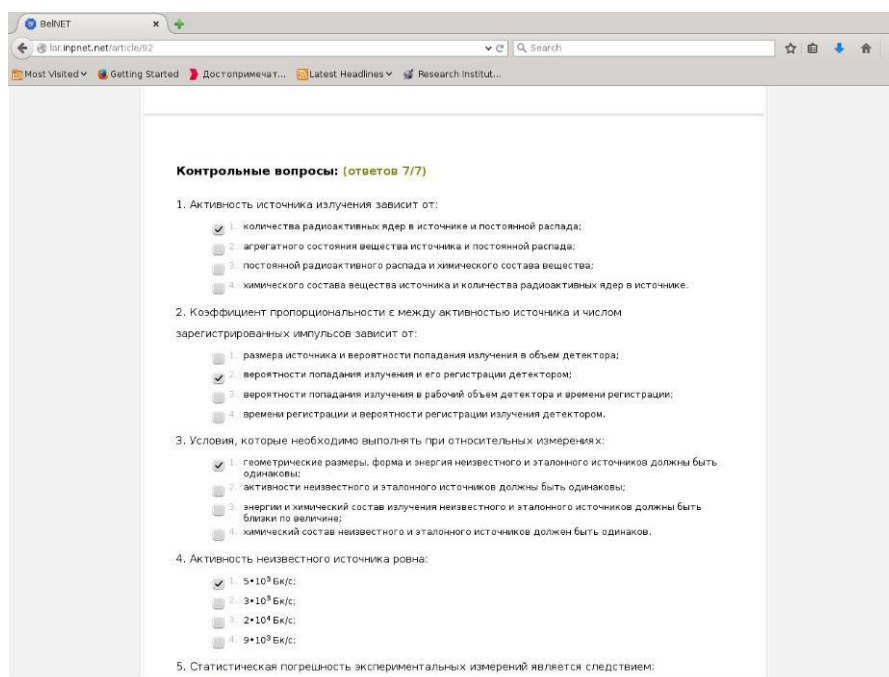 BelNET
lar.inpnet.net/article/92
Search
Most Visited
Getting Started
Достопримечат...
Latest Headlines
Research Institut...
Контрольные вопросы: (ответов 7/7)
1. Активность источника излучения зависит от:
1. количества радиоактивных ядер в источнике и постоянной распада;
2. агрегатного состояния вещества источника и постоянной распада;
3. постоянной радиоактивного распада и химического состава вещества;
4. химического состава вещества источника и количества радиоактивных ядер в источнике.
2. Коэффициент пропорциональности ε между активностью источника и числом
зарегистрированных импульсов зависит от:
1. размера источника и вероятности попадания излучения в объем детектора;
2. вероятности попадания излучения и его регистрации детектором;
3. вероятности попадания излучения в рабочий объем детектора и времени регистрации;
4. времени регистрации и вероятности регистрации излучения детектором.
3. Условия, которые необходимо выполнять при относительных измерениях:
1. геометрические размеры, форма и энергия неизвестного и эталонного источников должны быть
одинаковы;
2. активности неизвестного и эталонного источников должны быть одинаковы;
3. энергии и химический состав излучения неизвестного и эталонного источников должны быть
близки по величине;
4. химический состав неизвестного и эталонного источников должен быть одинаков.
4. Активность неизвестного источника ровна:
1. 5•10³ Бк/с;
2. 3•10³ Бк/с;
3. 2•10⁴ Бк/с;
4. 9•10³ Бк/с;
5. Статистическая погрешность экспериментальных измерений является следствием: